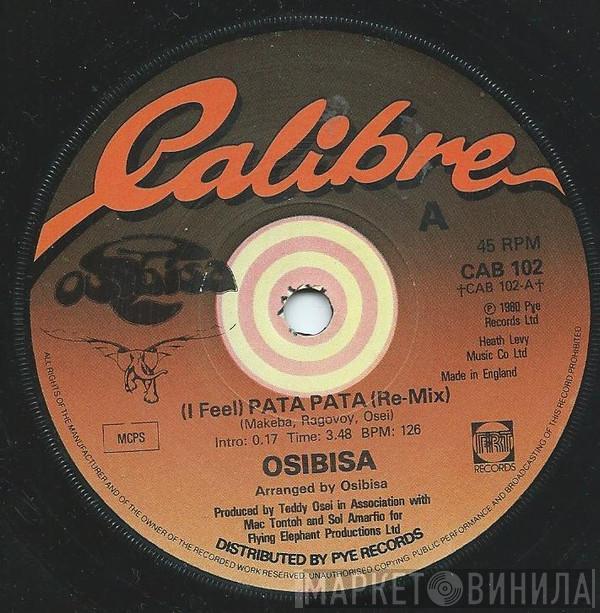 Calibre
A
45 RPM
CAB 102
†CAB 102-A†
℗ 1980 Pye
Records Ltd
Heath Levy
Music Co Ltd
Made in England
osibisa
(I Feel) PATA PATA (Re-Mix)
(Makeba, Ragovoy, Osei)
Intro: 0.17 Time: 3.48 BPM: 126
MCPS
PRT
RECORDS
OSIBISA
Arranged by Osibisa
Produced by Teddy Osei in Association with
Mac Tontoh and Sol Amarfio for
Flying Elephant Productions Ltd
DISTRIBUTED BY PYE RECORDS
ALL RIGHTS OF THE MANUFACTURER AND OF THE OWNER OF THE RECORDED WORK RESERVED. UNAUTHORISED COPYING PUBLIC PERFORMANCE AND BROADCASTING OF THIS RECORD PROHIBITED
МАРКЕТ ВИНИЛА